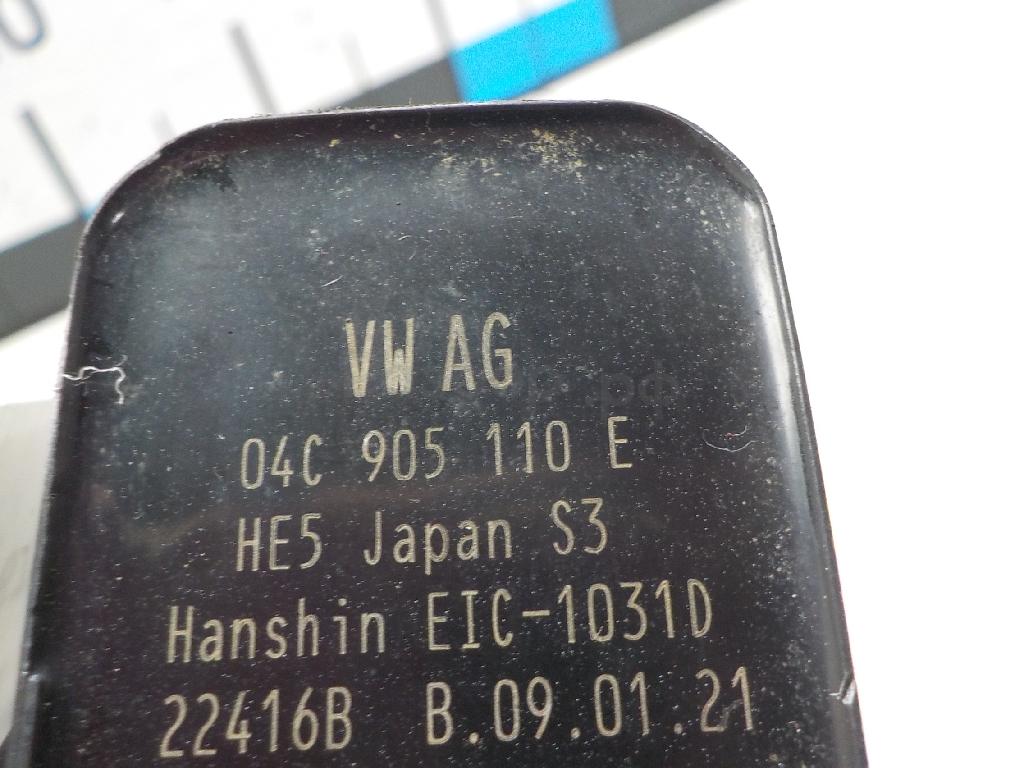 VW AG
04C 905 110 E
HE5 Japan S3
Hanshin EIC-1031D
22416B B.09.01.21